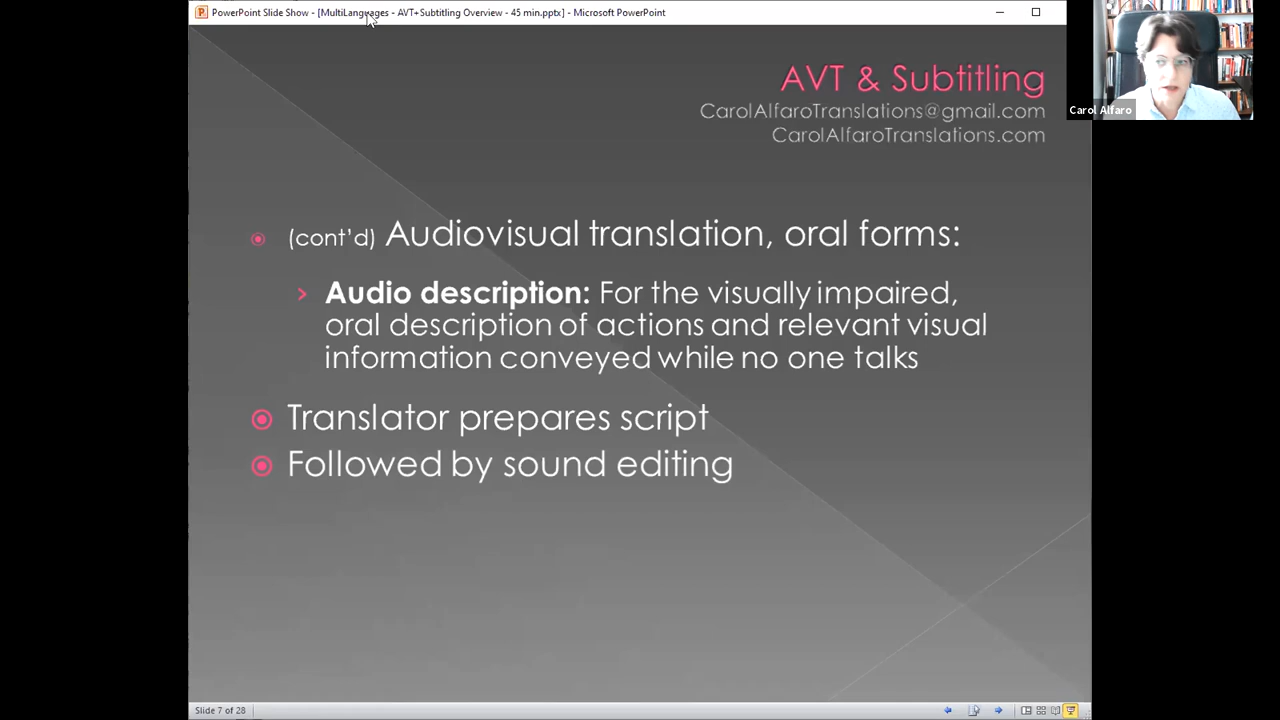 PowerPoint Slide Show - [MultiLanguages - AVT+Subtitling Overview - 45 min.pptx] - Microsoft PowerPoint
AVT & Subtitling
CarolAlfaroTranslations@gmail.com
CarolAlfaroTranslations.com
Carol Alfaro
(cont’d) Audiovisual translation, oral forms:
Audio description: For the visually impaired,
oral description of actions and relevant visual
information conveyed while no one talks
Translator prepares script
Followed by sound editing
Slide 7 of 28